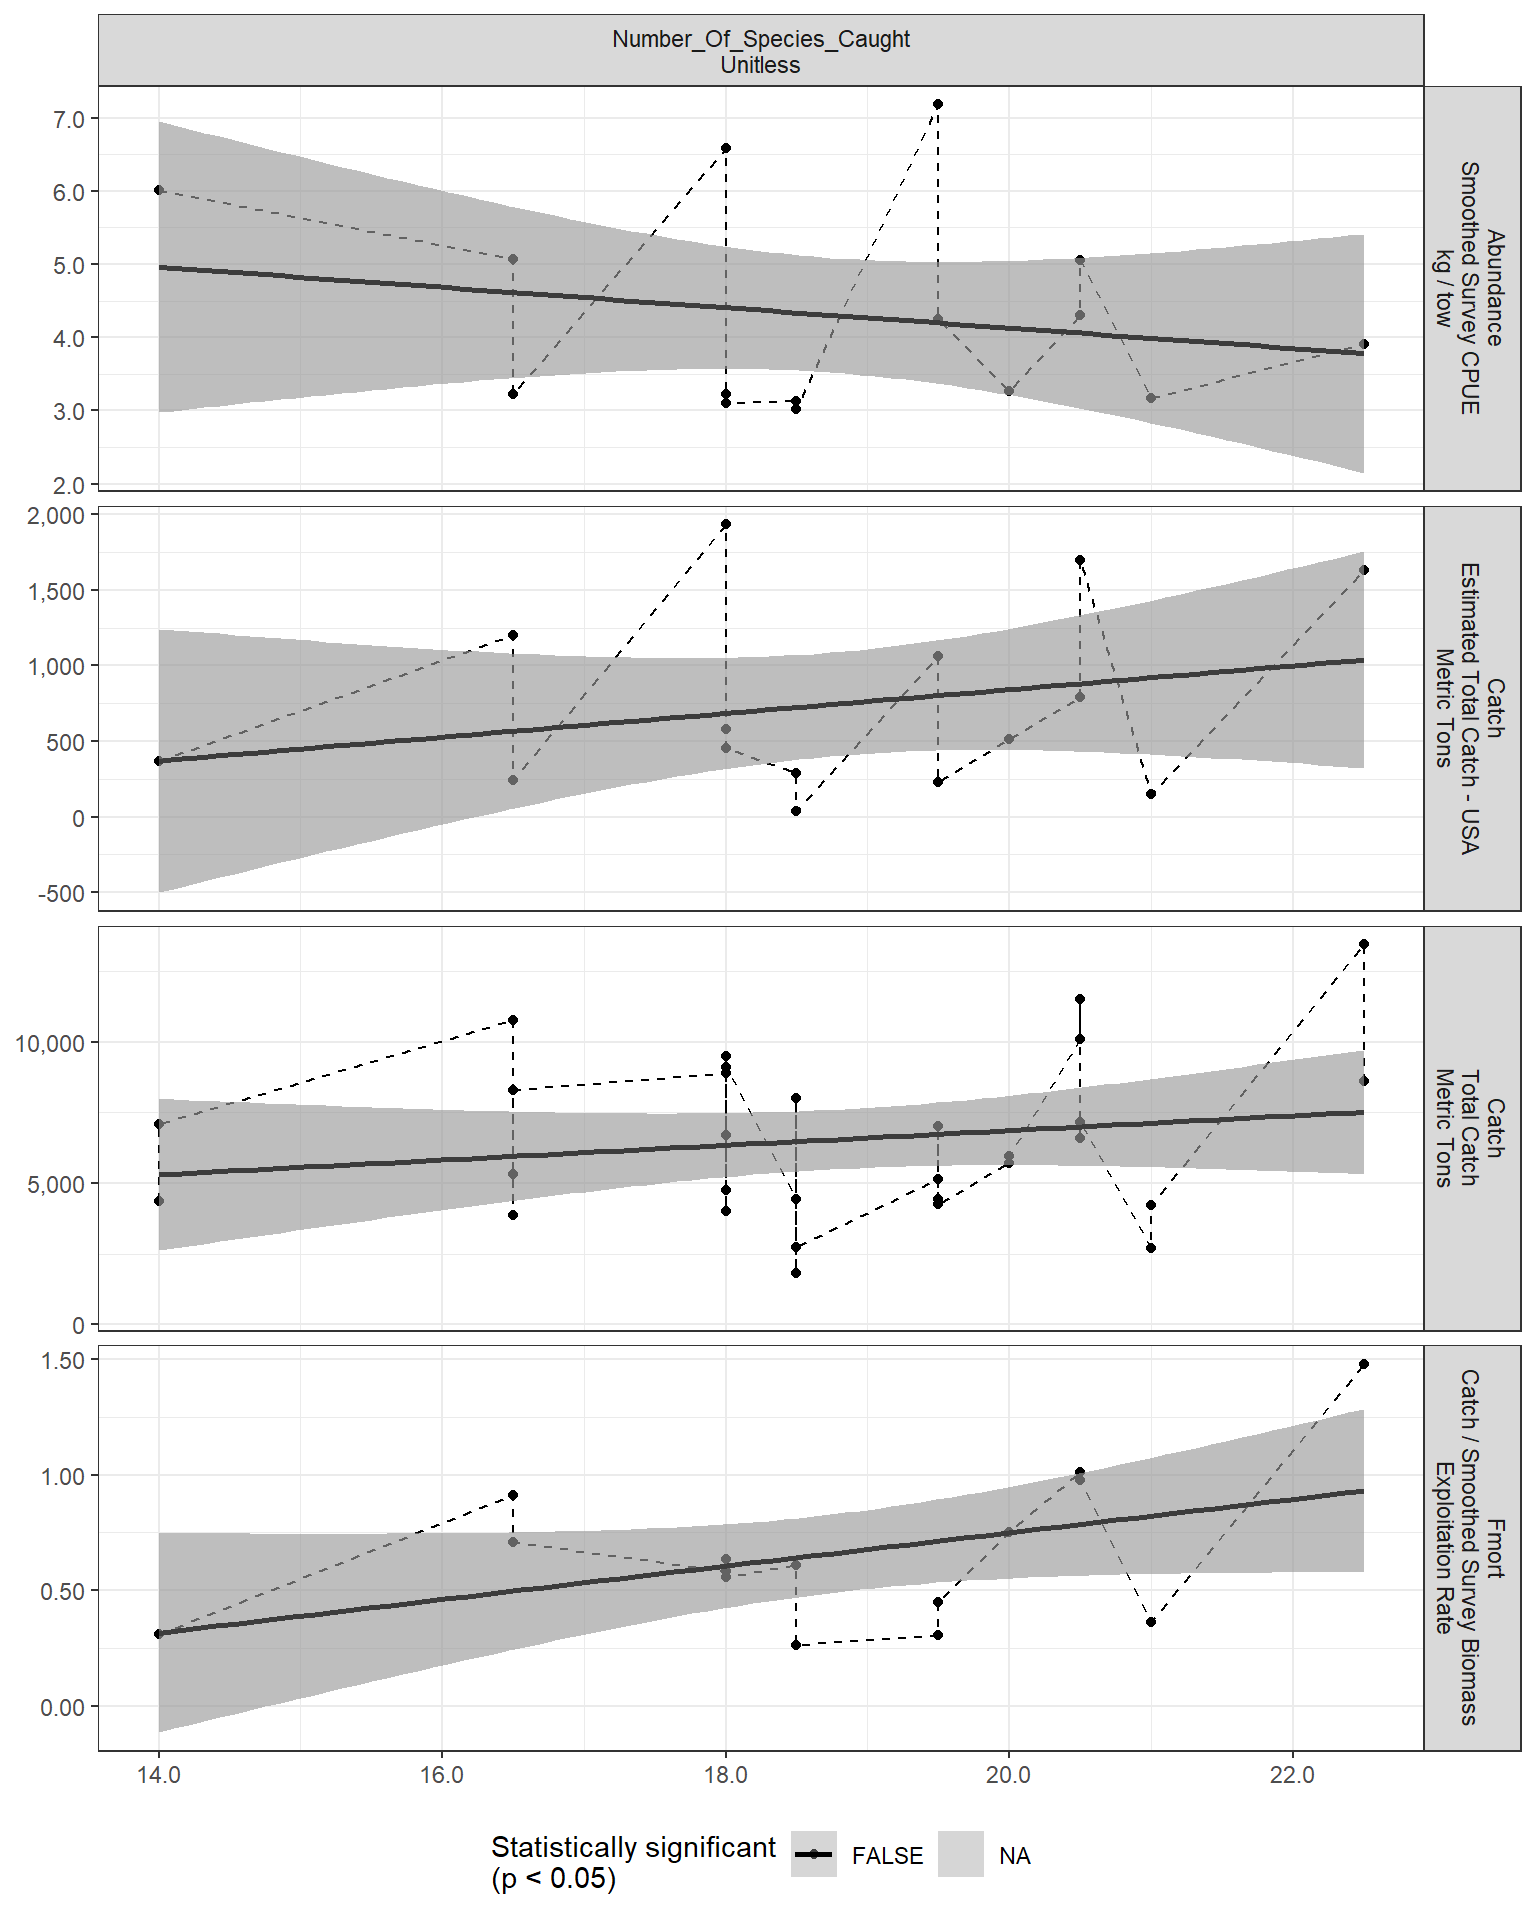 Number_Of_Species_Caught
Unitless
7.0
6.0
5.0
4.0
3.0
2.0
Abundance
Smoothed Survey CPUE
kg / tow
2,000
1,500
1,000
500
0
-500
Catch
Estimated Total Catch - USA
Metric Tons
10,000
5,000
0
Catch
Total Catch
Metric Tons
1.50
1.00
0.50
0.00
Fmort
Catch / Smoothed Survey Biomass
Exploitation Rate
14.0 16.0 18.0 20.0 22.0
Statistically significant
(p < 0.05)
FALSE NA